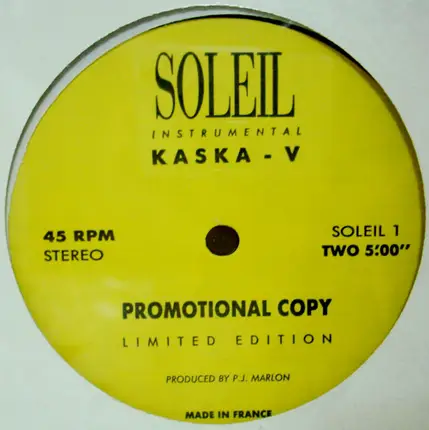 SOLEIL
INSTRUMENTAL
KASKA - V
45 RPM
STEREO
SOLEIL 1
TWO 5:00''
PROMOTIONAL COPY
LIMITED EDITION
PRODUCED BY P.J. MARLON
MADE IN FRANCE